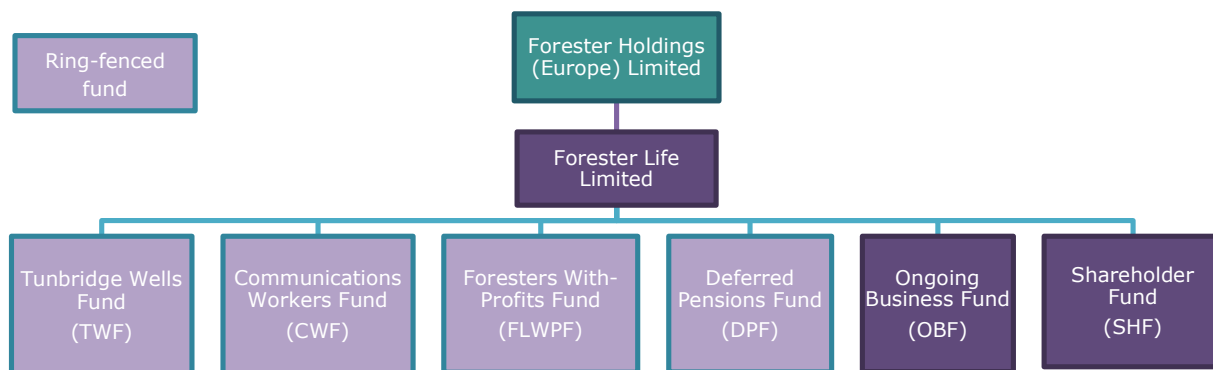 Ring-fenced
fund
Forester Holdings
(Europe) Limited
Forester Life
Limited
Tunbridge Wells
Fund
(TWF)
Communications
Workers Fund
(CWF)
Foresters With-
Profits Fund
(FLWPF)
Deferred
Pensions Fund
(DPF)
Ongoing
Business Fund
(OBF)
Shareholder
Fund
(SHF)